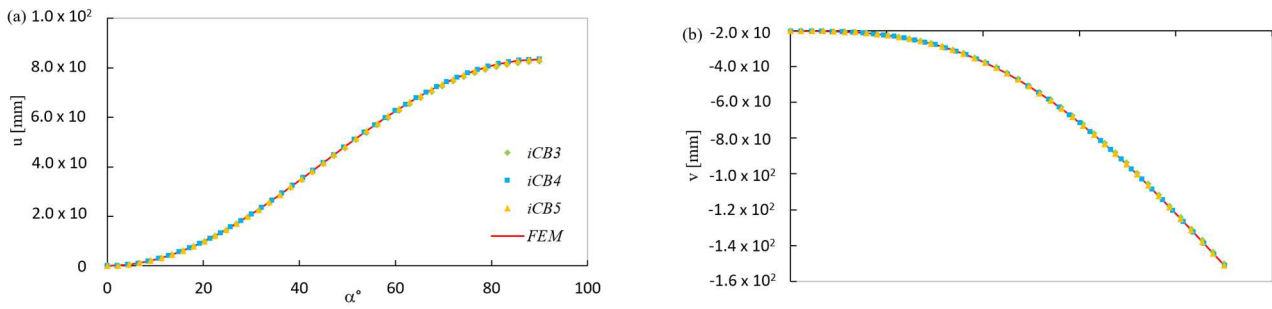 (a)
1.0 x 10²
8.0 x 10
6.0 x 10
4.0 x 10
2.0 x 10
0
u [mm]
0 20 40 60 80 100
α°
iCB3
iCB4
iCB5
FEM
(b)
-2.0 x 10
-4.0 x 10
-6.0 x 10
-8.0 x 10
-1.0 x 10²
-1.2 x 10²
-1.4 x 10²
-1.6 x 10²
v [mm]